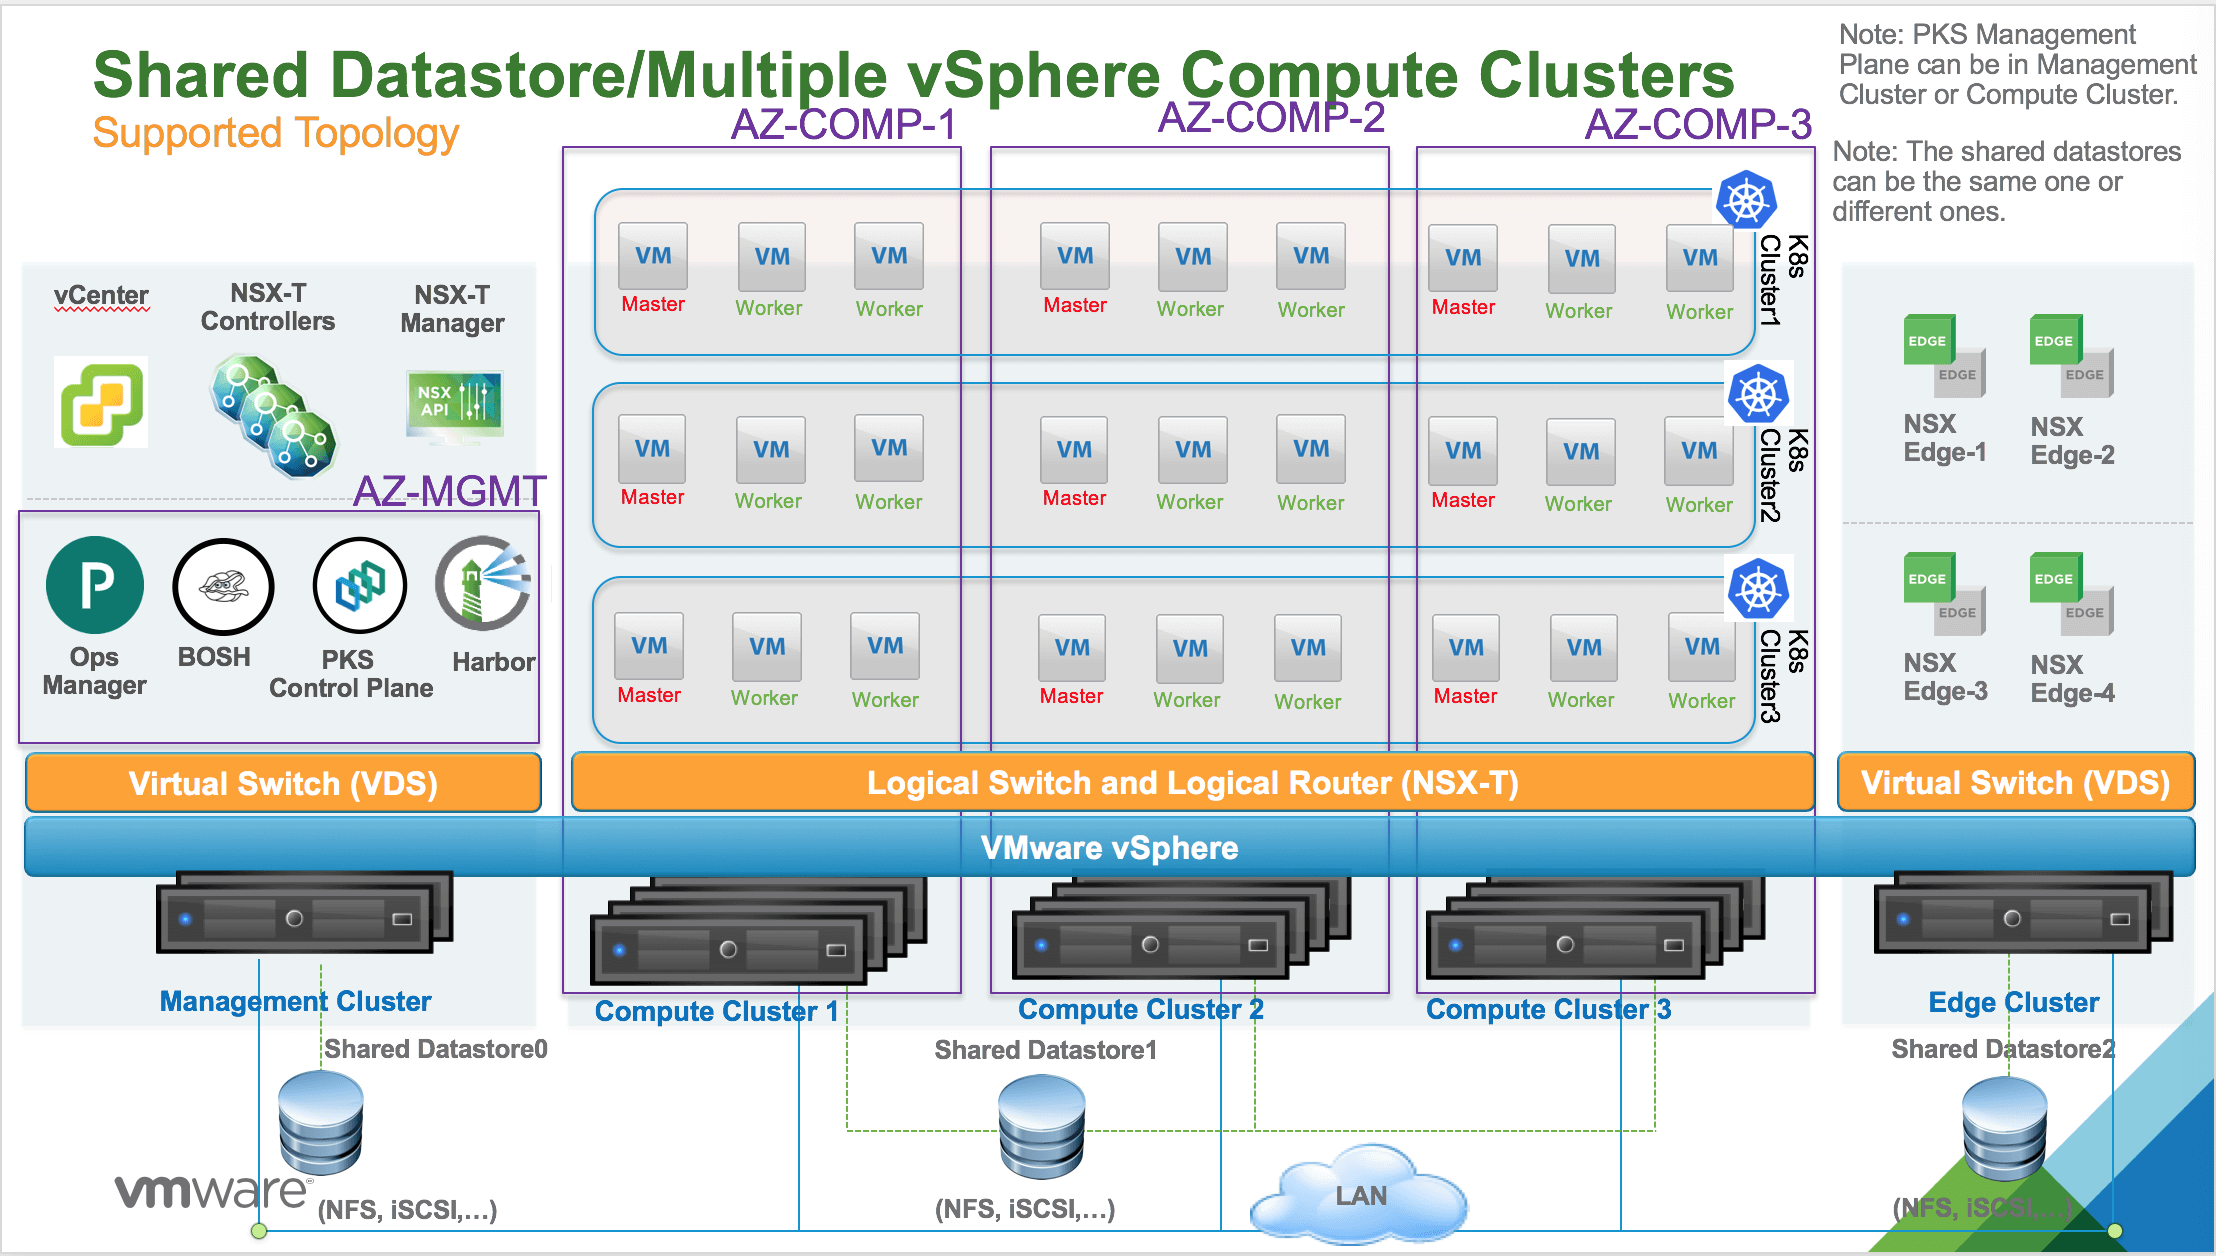 Shared Datastore/Multiple vSphere Compute Clusters
Supported Topology
Note: PKS Management
Plane can be in Management
Cluster or Compute Cluster.
Note: The shared datastores
can be the same one or
different ones.
AZ-COMP-1
AZ-COMP-2
AZ-COMP-3
vCenter
NSX-T
Controllers
NSX-T
Manager
NSX
API
AZ-MGMT
P
Ops
Manager
BOSH
PKS
Control Plane
Harbor
VM VM VM VM VM VM VM VM VM
Master Worker Worker Master Worker Worker Master Worker Worker
K8s
Cluster1
VM VM VM VM VM VM VM VM VM
Master Worker Worker Master Worker Worker Master Worker Worker
K8s
Cluster2
VM VM VM VM VM VM VM VM VM
Master Worker Worker Master Worker Worker Master Worker Worker
K8s
Cluster3
EDGE
EDGE
NSX
Edge-1
EDGE
EDGE
NSX
Edge-2
EDGE
EDGE
NSX
Edge-3
EDGE
EDGE
NSX
Edge-4
Virtual Switch (VDS)
Logical Switch and Logical Router (NSX-T)
Virtual Switch (VDS)
VMware vSphere
Management Cluster
Compute Cluster 1
Compute Cluster 2
Compute Cluster 3
Edge Cluster
Shared Datastore0
Shared Datastore1
Shared Datastore2
vmware®
(NFS, iSCSI,...)
(NFS, iSCSI,...)
LAN
(NFS, iSCSI,...)